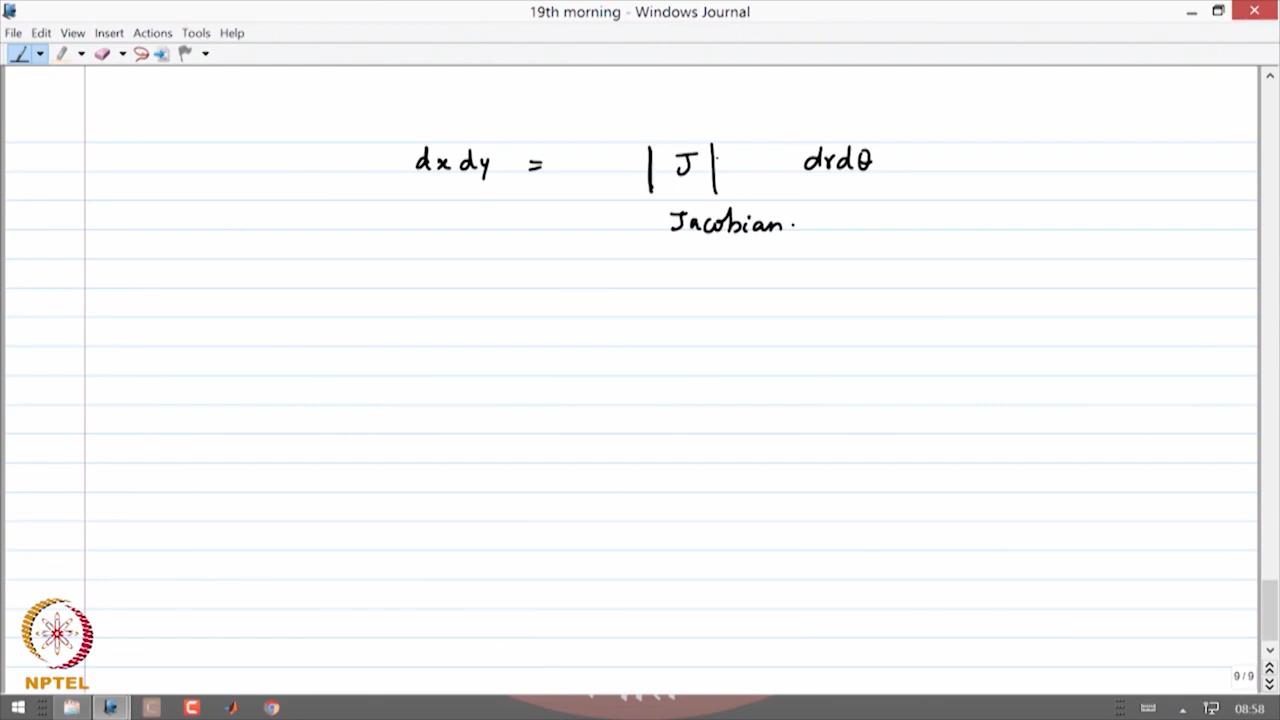 19th morning - Windows Journal
File Edit View Insert Actions Tools Help
dx dy = | J | drdθ
Jacobian.
9 / 9
NPTEL
08:58